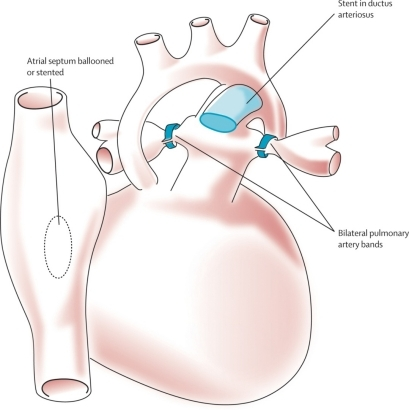 Stent in ductus
arteriosus
Atrial septum ballooned
or stented
Bilateral pulmonary
artery bands